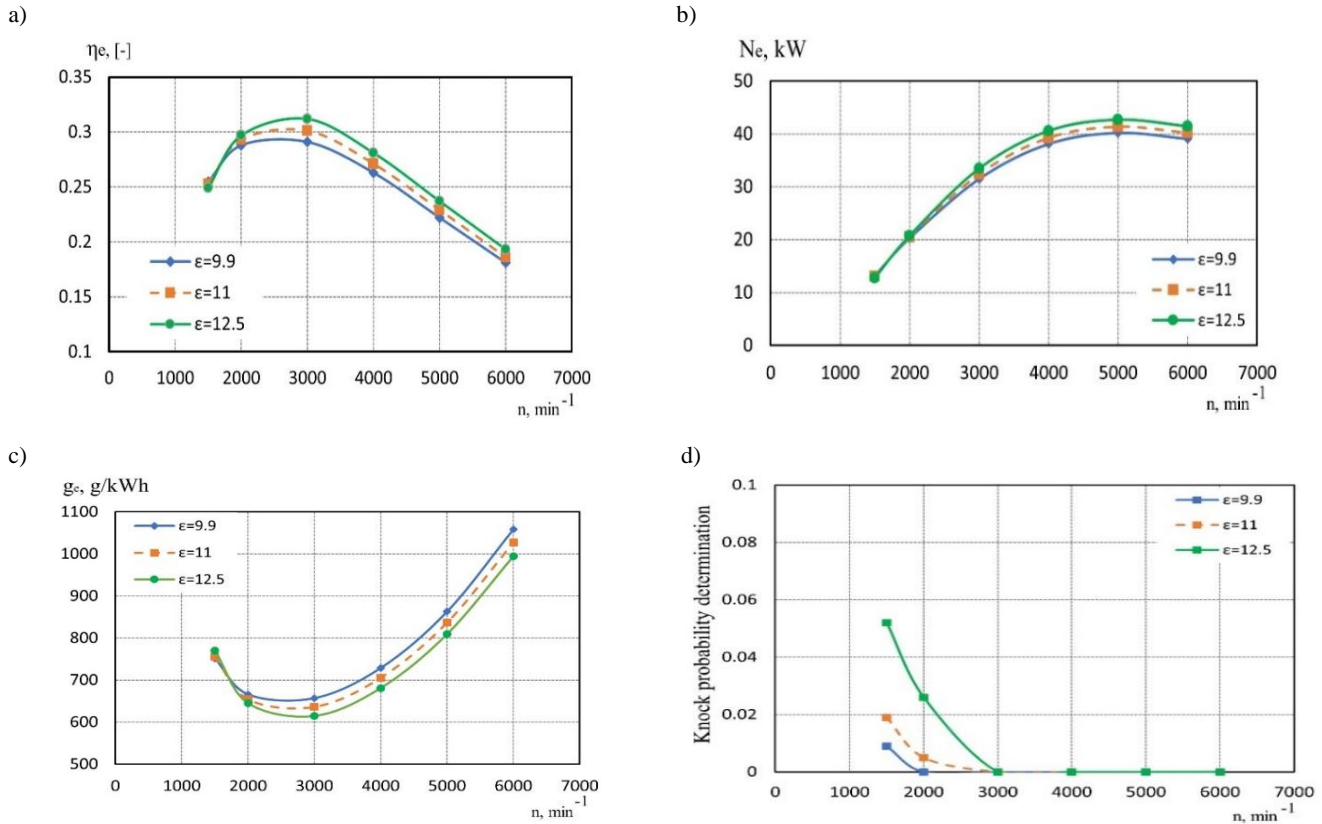 a)
ηe, [-]
0.35
0.3
0.25
0.2
0.15
0.1
ε=9.9
ε=11
ε=12.5
0 1000 2000 3000 4000 5000 6000 7000
n, min⁻¹
b)
Ne, kW
50
40
30
20
10
0
ε=9.9
ε=11
ε=12.5
0 1000 2000 3000 4000 5000 6000 7000
n, min⁻¹
c)
ge, g/kWh
1100
1000
900
800
700
600
500
ε=9.9
ε=11
ε=12.5
0 1000 2000 3000 4000 5000 6000 7000
n, min⁻¹
d)
Knock probability determination
0.1
0.08
0.06
0.04
0.02
0
ε=9.9
ε=11
ε=12.5
0 1000 2000 3000 4000 5000 6000 7000
n, min⁻¹